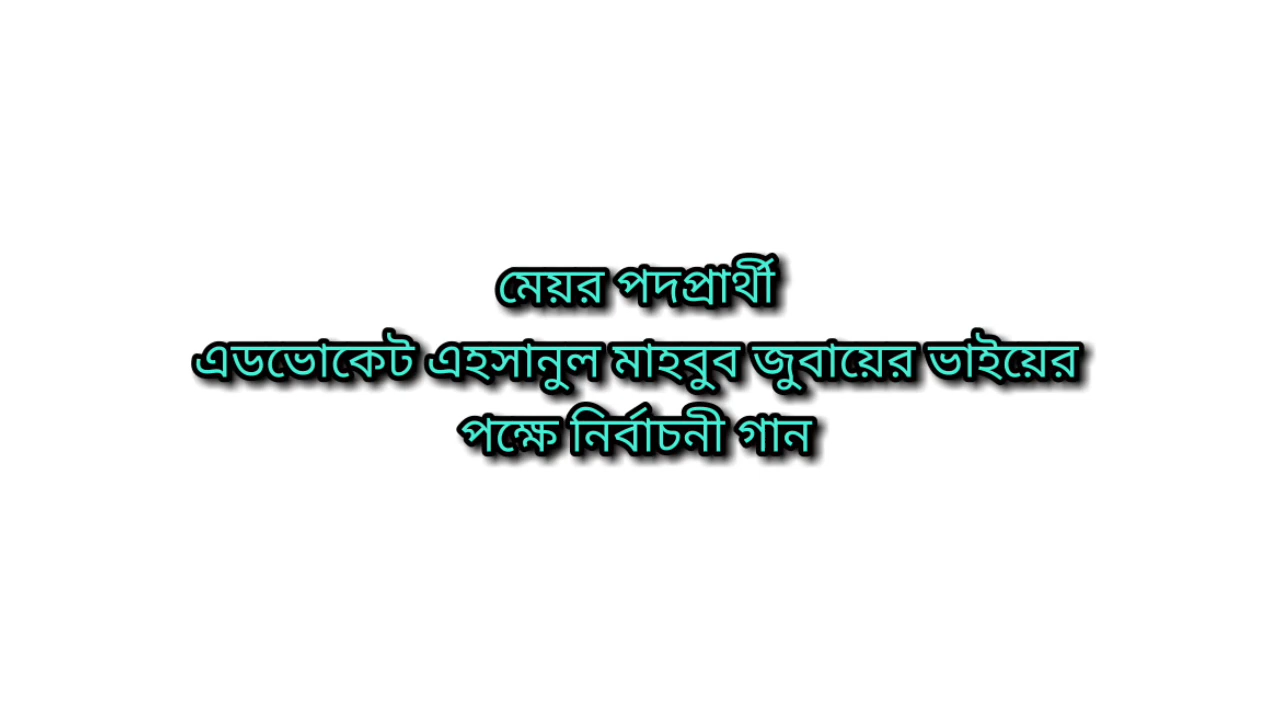 মেয়র পদপ্রার্থী
এডভোকেট এহসানুল মাহবুব জুবায়ের ভাইয়ের
পক্ষে নির্বাচনী গান